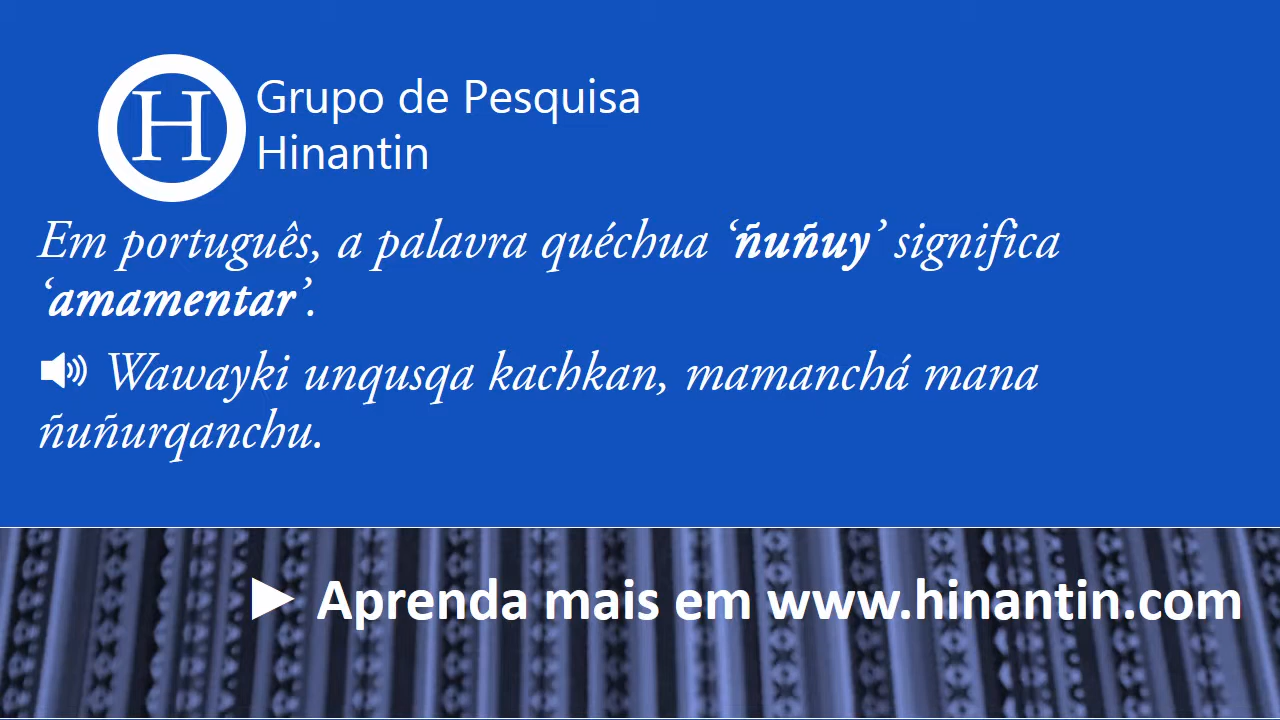 H
Grupo de Pesquisa
Hinantin
Em português, a palavra quéchua ‘ñuñuy’ significa
‘amamentar’.
Wawayki unqusqa kachkan, mamanchá mana
ñuñurqanchu.
Aprenda mais em www.hinantin.com